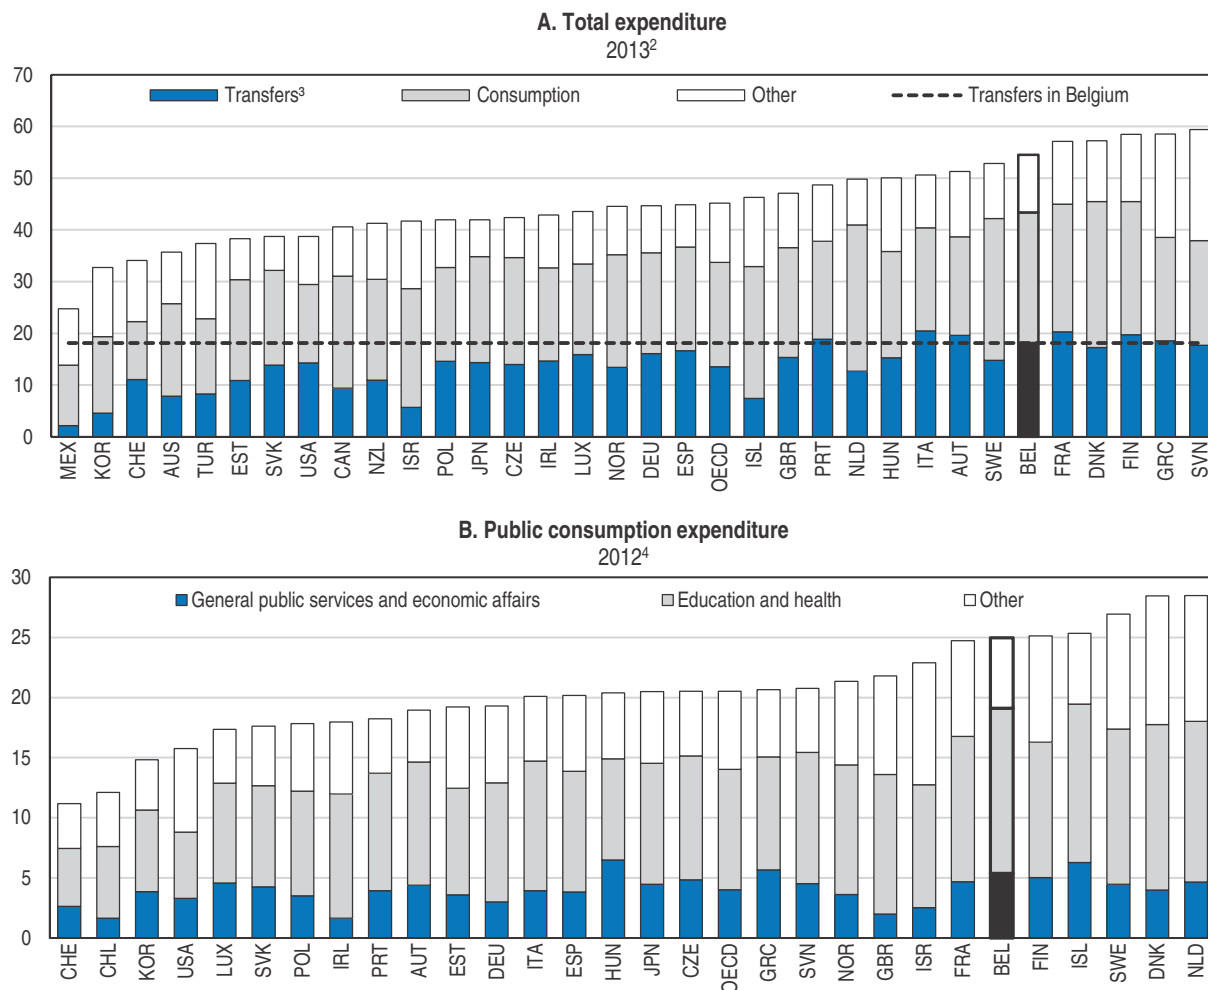 A. Total expenditure
2013²
70
60
50
40
30
20
10
0
Transfers³ Consumption Other Transfers in Belgium
MEX KOR CHE AUS TUR EST SVK USA CAN NZL ISR POL JPN CZE IRL LUX NOR DEU ESP OECD ISL GBR PRT NLD HUN ITA AUT SWE BEL FRA DNK FIN GRC SVN
B. Public consumption expenditure
2012⁴
30
25
20
15
10
5
0
General public services and economic affairs Education and health Other
CHE CHL KOR USA LUX SVK POL IRL PRT AUT EST DEU ITA ESP HUN JPN CZE OECD GRC SVN NOR GBR ISR FRA BEL FIN ISL SWE DNK NLD